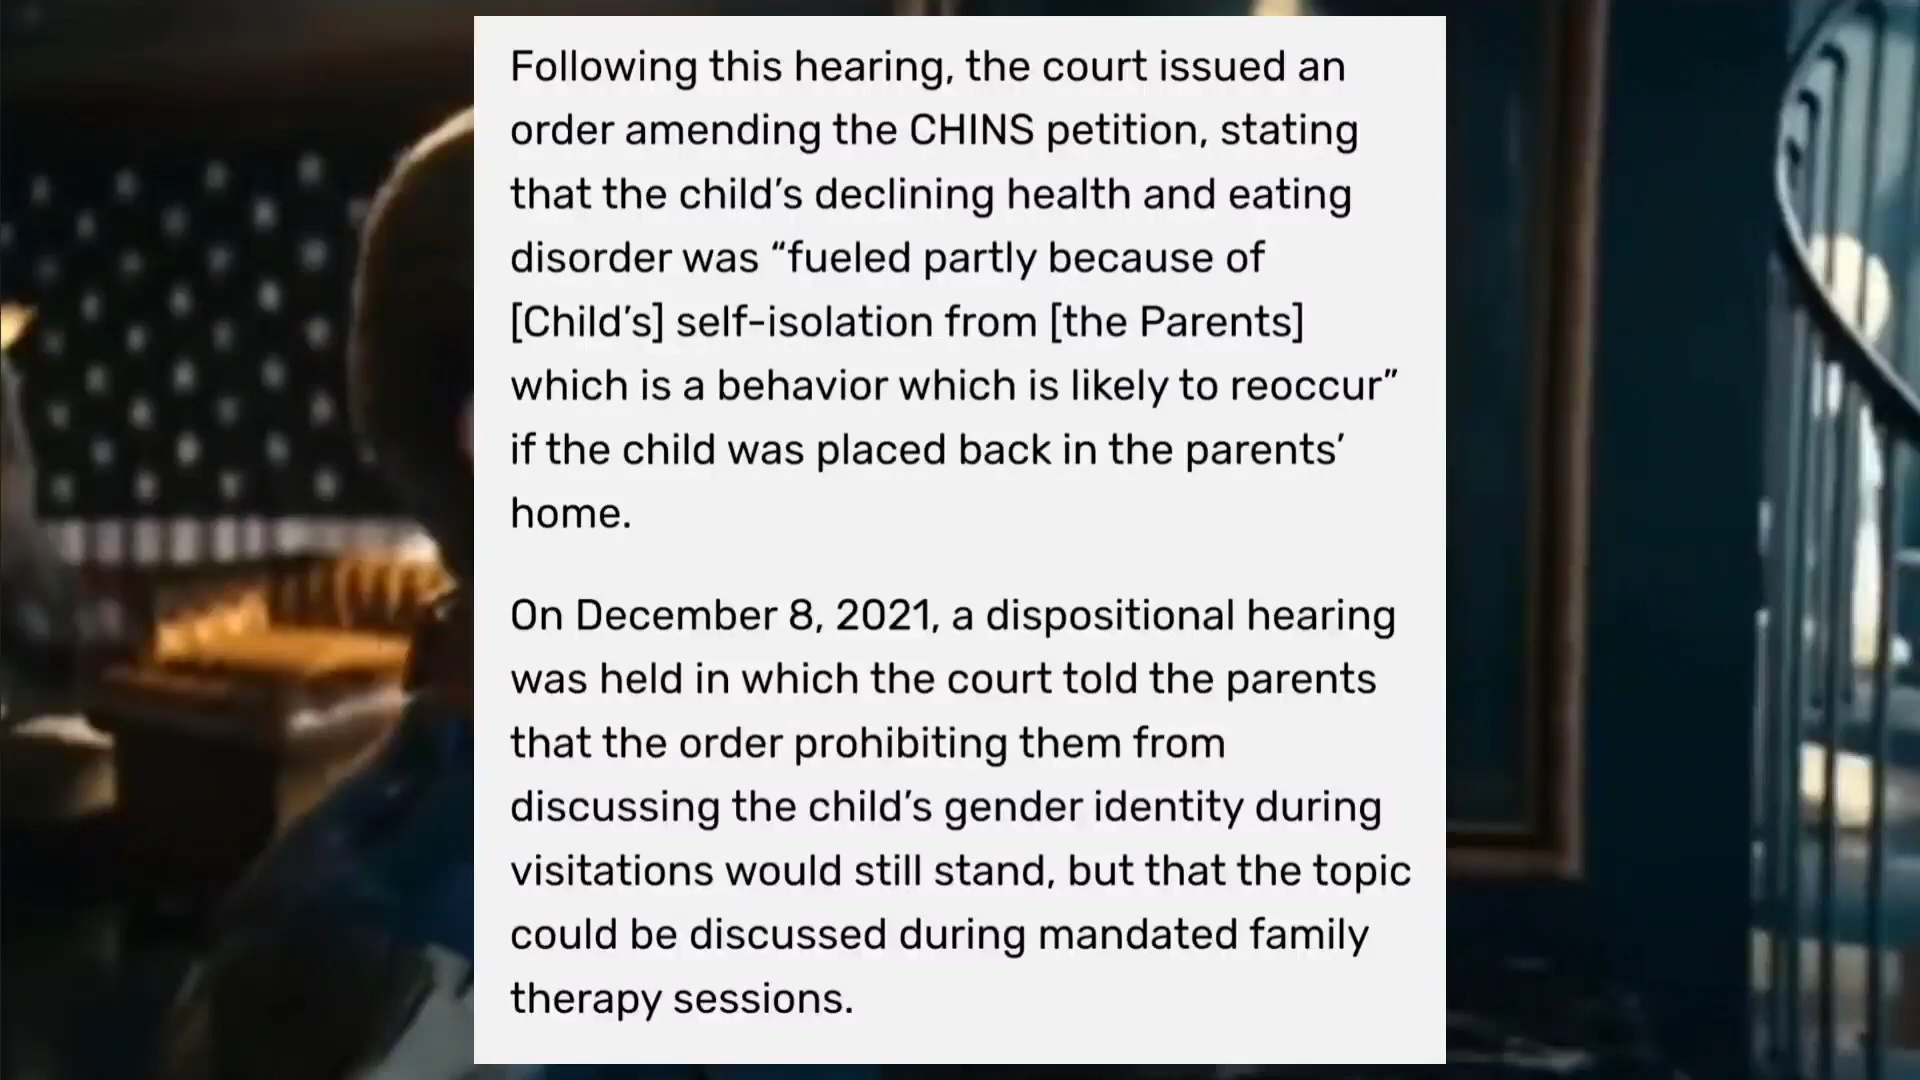 Following this hearing, the court issued an
order amending the CHINS petition, stating
that the child’s declining health and eating
disorder was “fueled partly because of
[Child’s] self-isolation from [the Parents]
which is a behavior which is likely to reoccur”
if the child was placed back in the parents’
home.
On December 8, 2021, a dispositional hearing
was held in which the court told the parents
that the order prohibiting them from
discussing the child’s gender identity during
visitations would still stand, but that the topic
could be discussed during mandated family
therapy sessions.